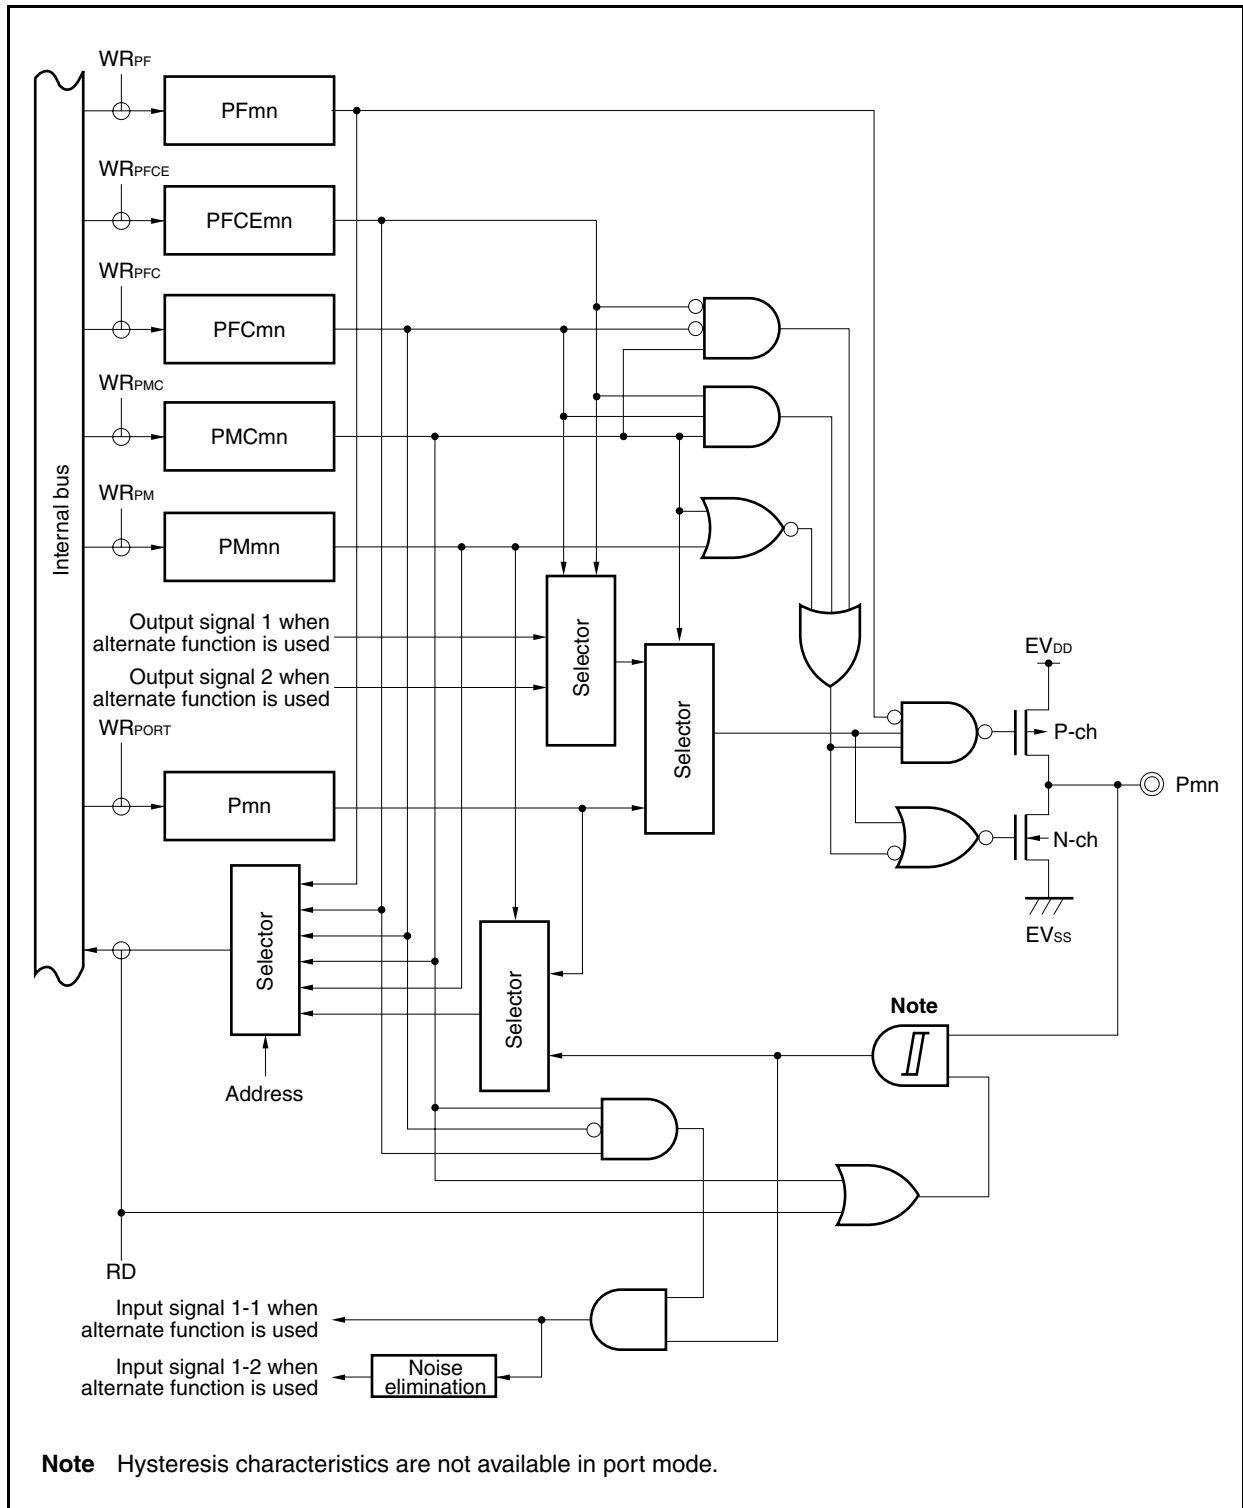 WRPF
PFmn
WRPFCE
PFCEmn
WRPFC
PFCmn
WRPMC
PMCmn
WRPM
PMmn
Internal bus
Output signal 1 when
alternate function is used
Output signal 2 when
alternate function is used
Selector
Selector
WRPORT
Pmn
EVDD
P-ch
Pmn
N-ch
EVSS
Selector
Selector
Note
Address
RD
Input signal 1-1 when
alternate function is used
Input signal 1-2 when
alternate function is used
Noise
elimination
Note Hysteresis characteristics are not available in port mode.